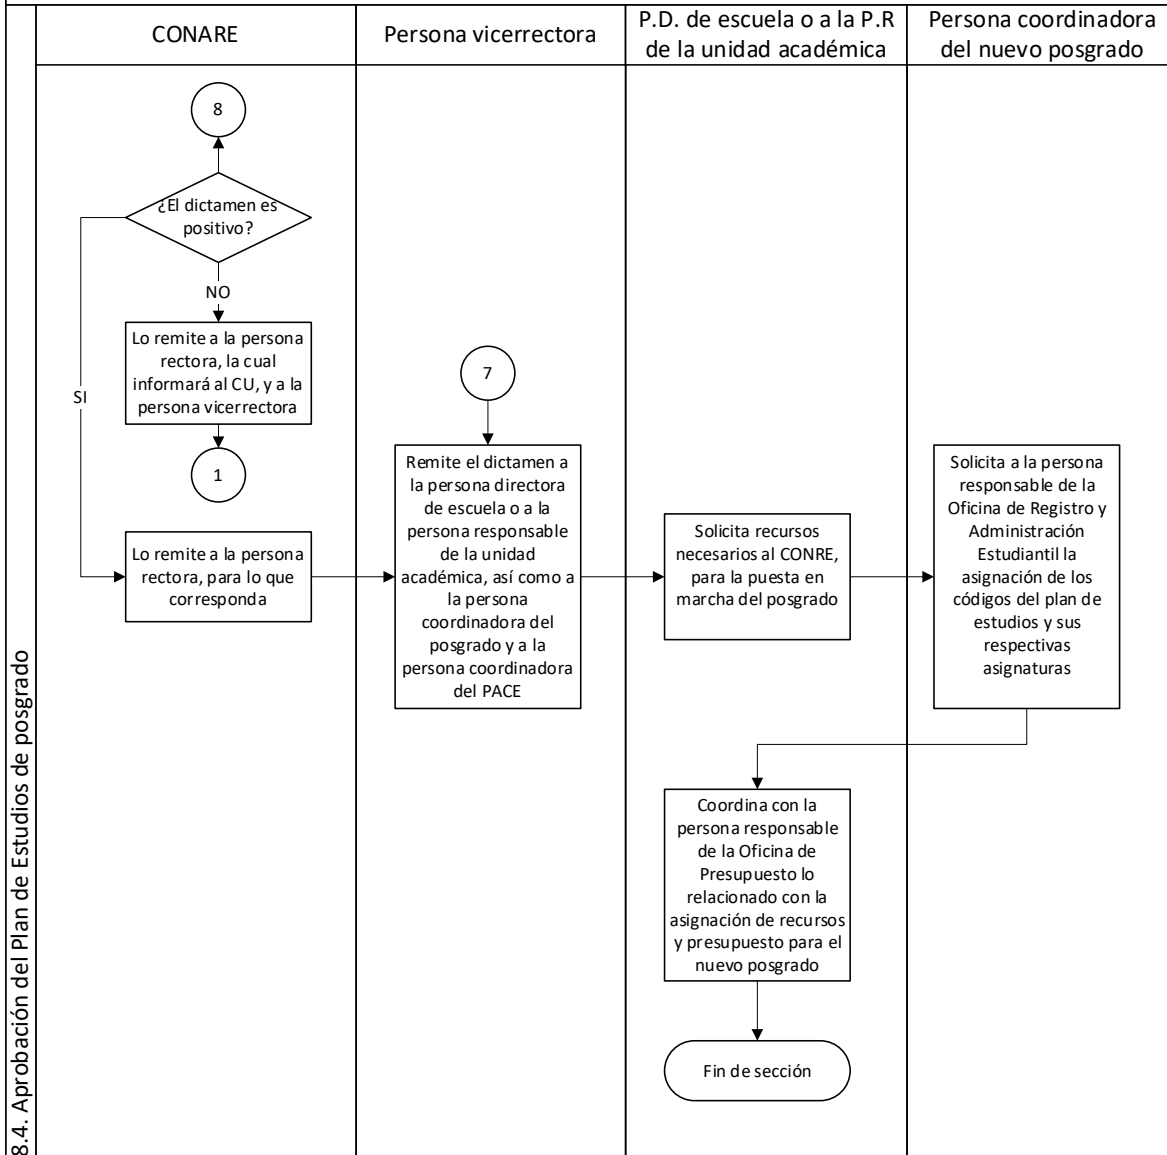 CONARE
Persona vicerrectora
P.D. de escuela o a la P.R
de la unidad académica
Persona coordinadora
del nuevo posgrado
8.4. Aprobación del Plan de Estudios de posgrado
8
¿El dictamen es
positivo?
NO
SI
Lo remite a la persona
rectora, la cual
informará al CU, y a la
persona vicerrectora
1
Lo remite a la persona
rectora, para lo que
corresponda
7
Remite el dictamen a
la persona directora
de escuela o a la
persona responsable
de la unidad
académica, así como a
la persona
coordinadora del
posgrado y a la
persona coordinadora
del PACE
Solicita recursos
necesarios al CONRE,
para la puesta en
marcha del posgrado
Solicita a la persona
responsable de la
Oficina de Registro y
Administración
Estudiantil la
asignación de los
códigos del plan de
estudios y sus
respectivas
asignaturas
Coordina con la
persona responsable
de la Oficina de
Presupuesto lo
relacionado con la
asignación de recursos
y presupuesto para el
nuevo posgrado
Fin de sección